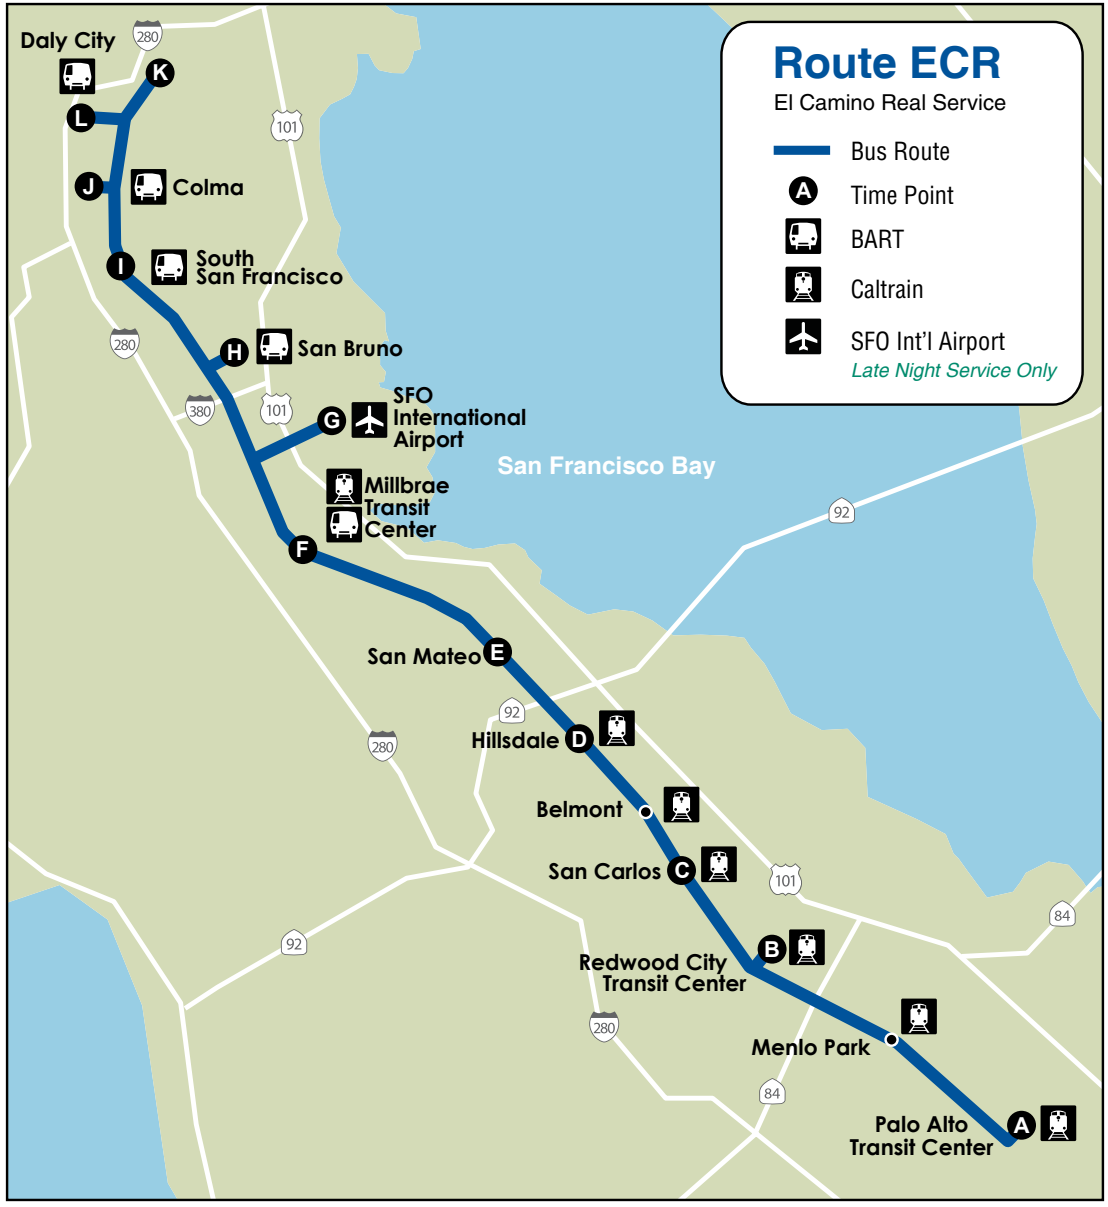 Route ECR
El Camino Real Service
Bus Route
A
Time Point
BART
Caltrain
SFO Int'l Airport
Late Night Service Only
280
Daly City
K
L
101
J
Colma
I
South
San Francisco
280
H
San Bruno
380
101
G
SFO
International
Airport
San Francisco Bay
Millbrae
Transit
Center
92
F
San Mateo
E
92
280
Hillsdale
D
Belmont
San Carlos
C
101
84
92
B
Redwood City
Transit Center
280
Menlo Park
84
Palo Alto
Transit Center
A